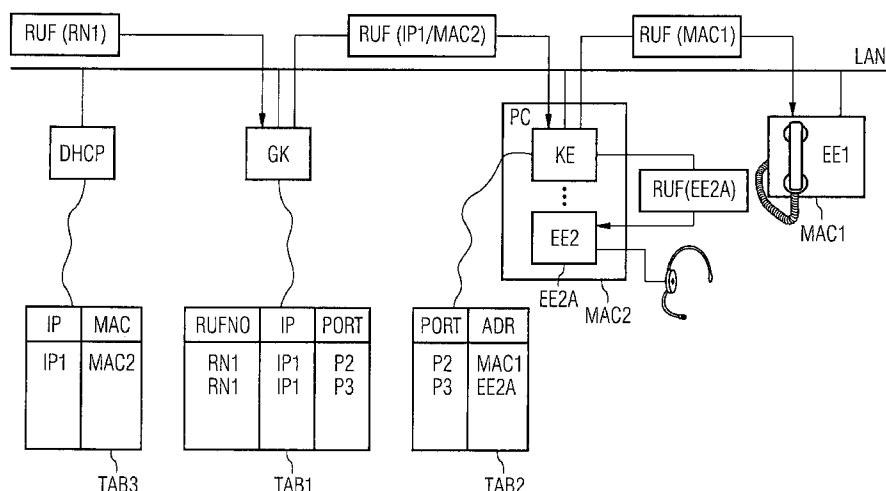 RUF (RN1)
RUF (IP1/MAC2)
RUF (MAC1)
LAN
PC
DHCP
GK
KE
EE1
RUF(EE2A)
MAC1
EE2
EE2A
MAC2
IP MAC
IP1 MAC2
TAB3
RUFNO IP PORT
RN1 IP1 P2
RN1 IP1 P3
TAB1
PORT ADR
P2 MAC1
P3 EE2A
TAB2